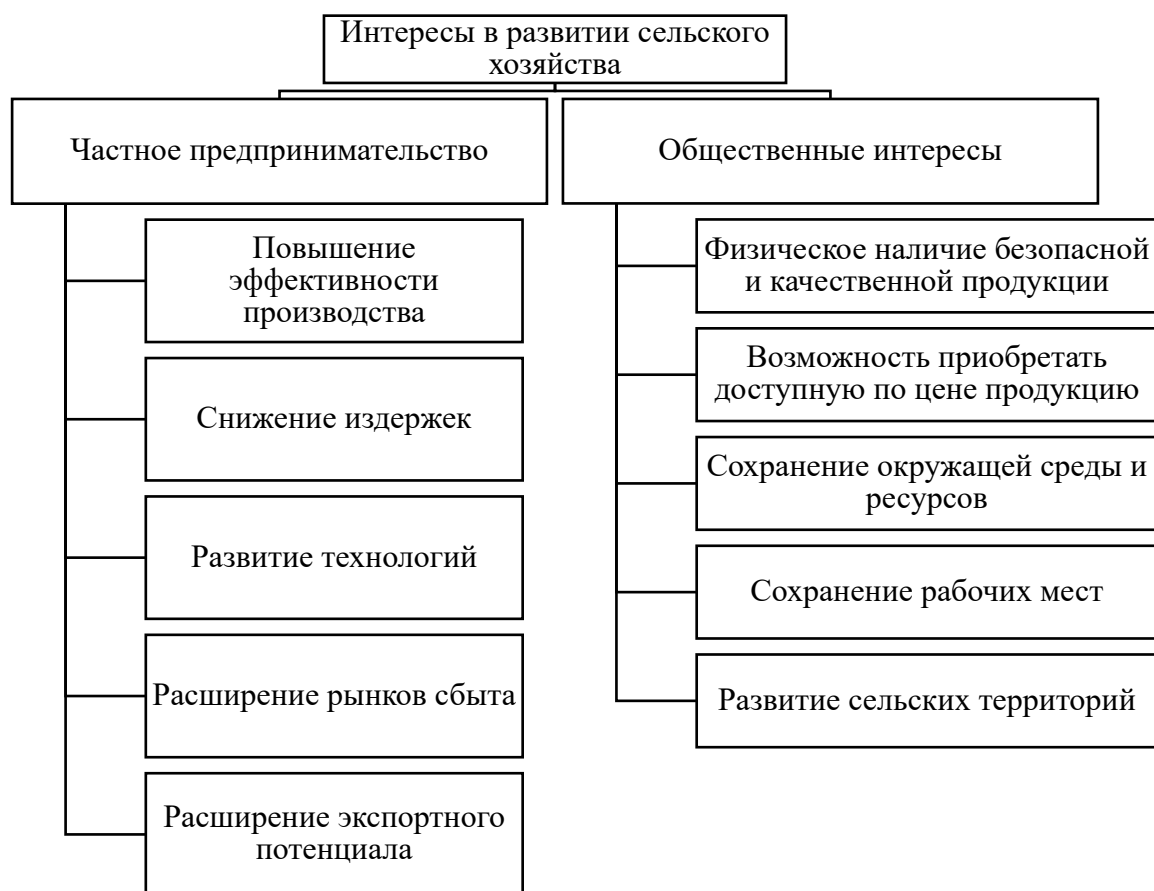 Интересы в развитии сельского
хозяйства
Частное предпринимательство
Повышение
эффективности
производства
Снижение издержек
Развитие технологий
Расширение рынков сбыта
Расширение экспортного
потенциала
Общественные интересы
Физическое наличие безопасной
и качественной продукции
Возможность приобретать
доступную по цене продукцию
Сохранение окружащей среды и
ресурсов
Сохранение рабочих мест
Развитие сельских территорий